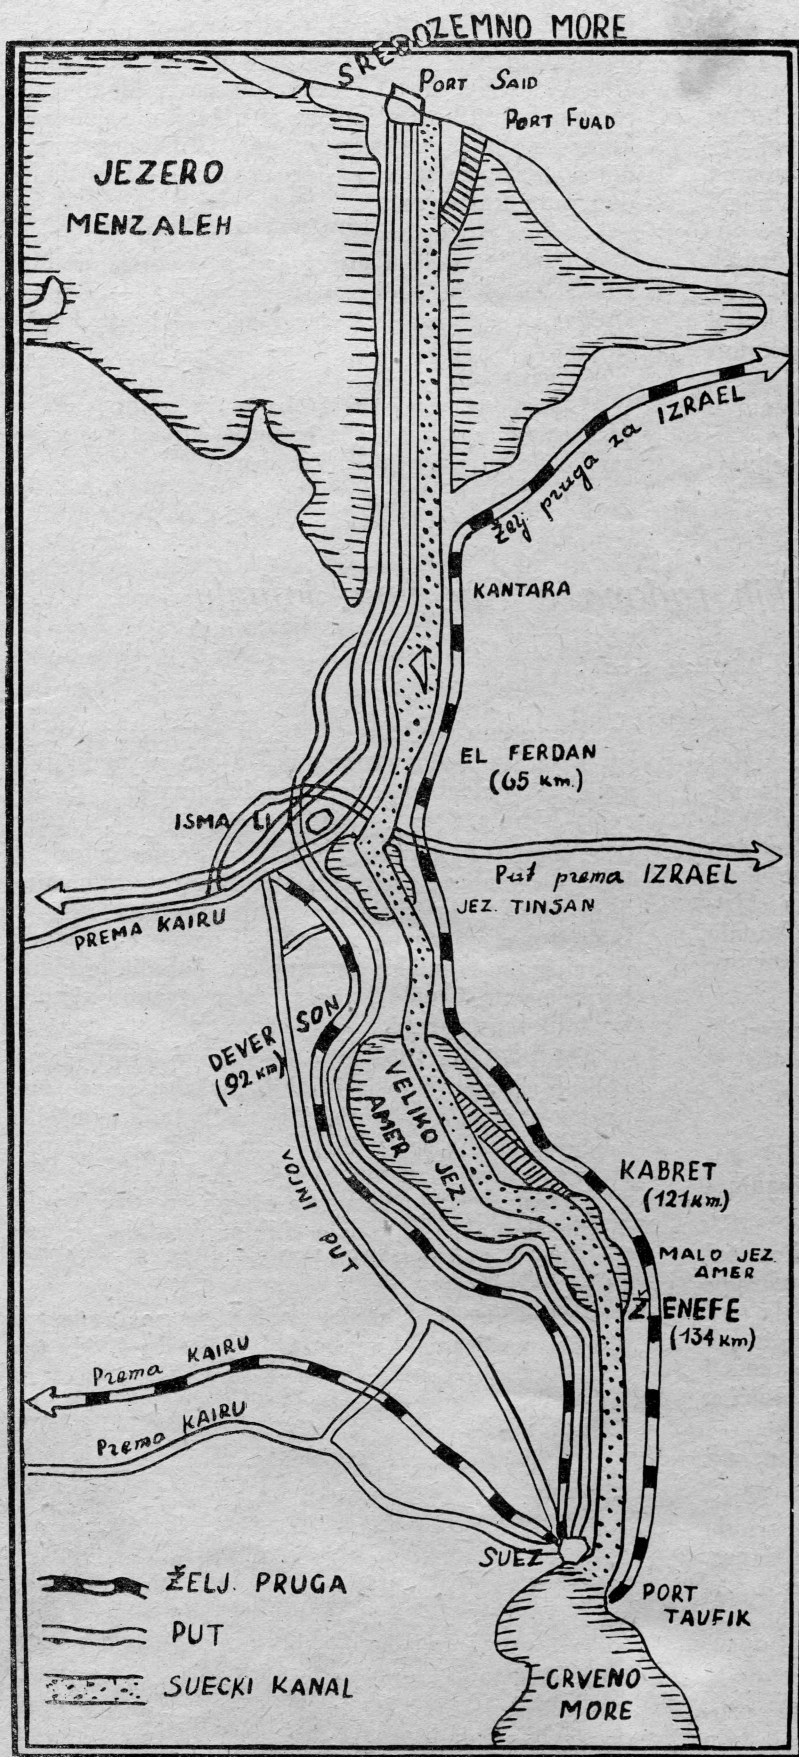 SREDOZEMNO MORE
PORT SAID
PORT FUAD
JEZERO
MENZALEH
Želj. pruga za IZRAEL
KANTARA
EL FERDAN
(65 km.)
ISMA LI
Put prema IZRAEL
JEZ. TINSAN
PREMA KAIRU
DEVER SON
(92 km)
VELIKO JEZ.
AMER
VOJNI PUT
KABRET
(121 km.)
MALO JEZ.
AMER
ŽENEFE
(134 km)
Prema KAIRU
Prema KAIRU
SUEZ
ŽELJ. PRUGA
PUT
SUECKI KANAL
PORT
TAUFIK
CRVENO
MORE